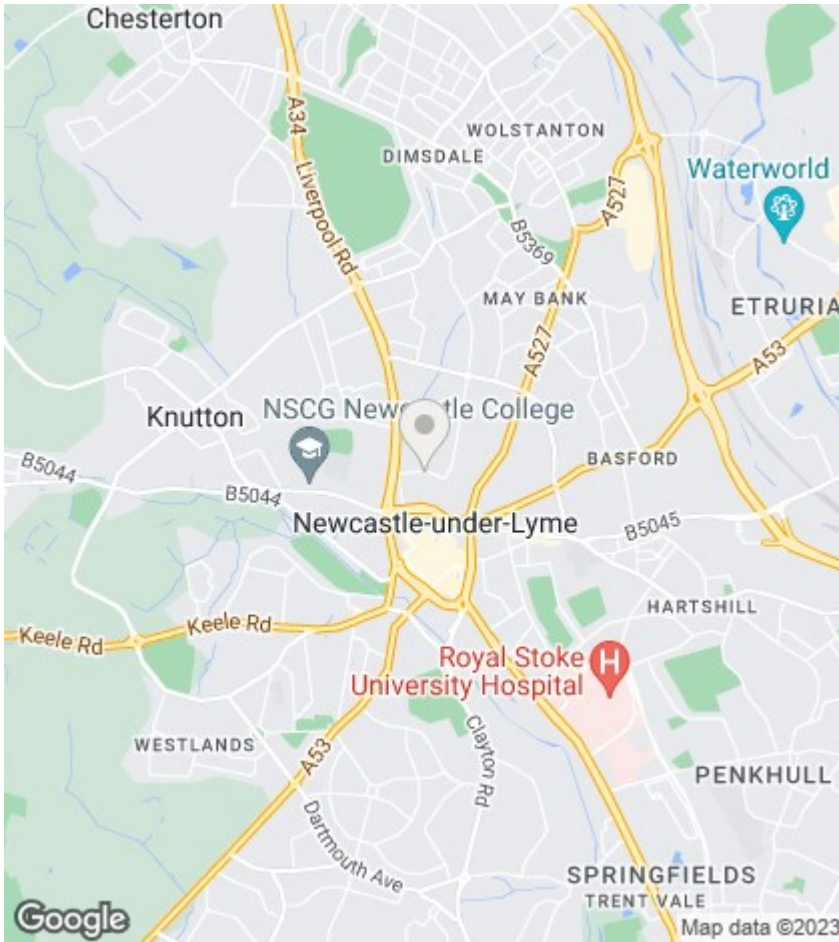 Chesterton
A34
Liverpool Rd
WOLSTANTON
DIMSDALE
A527
Waterworld
B5369
MAY BANK
ETRURIA
A527
A53
Knutton
NSCG Newcastle College
BASFORD
B5044
B5044
Newcastle-under-Lyme
B5045
HARTSHILL
Keele Rd
Keele Rd
Royal Stoke
University Hospital
H
WESTLANDS
A53
Clayton Rd
PENKHULL
Dartmouth Ave
SPRINGFIELDS
TRENT VALE
Google
Map data ©2023